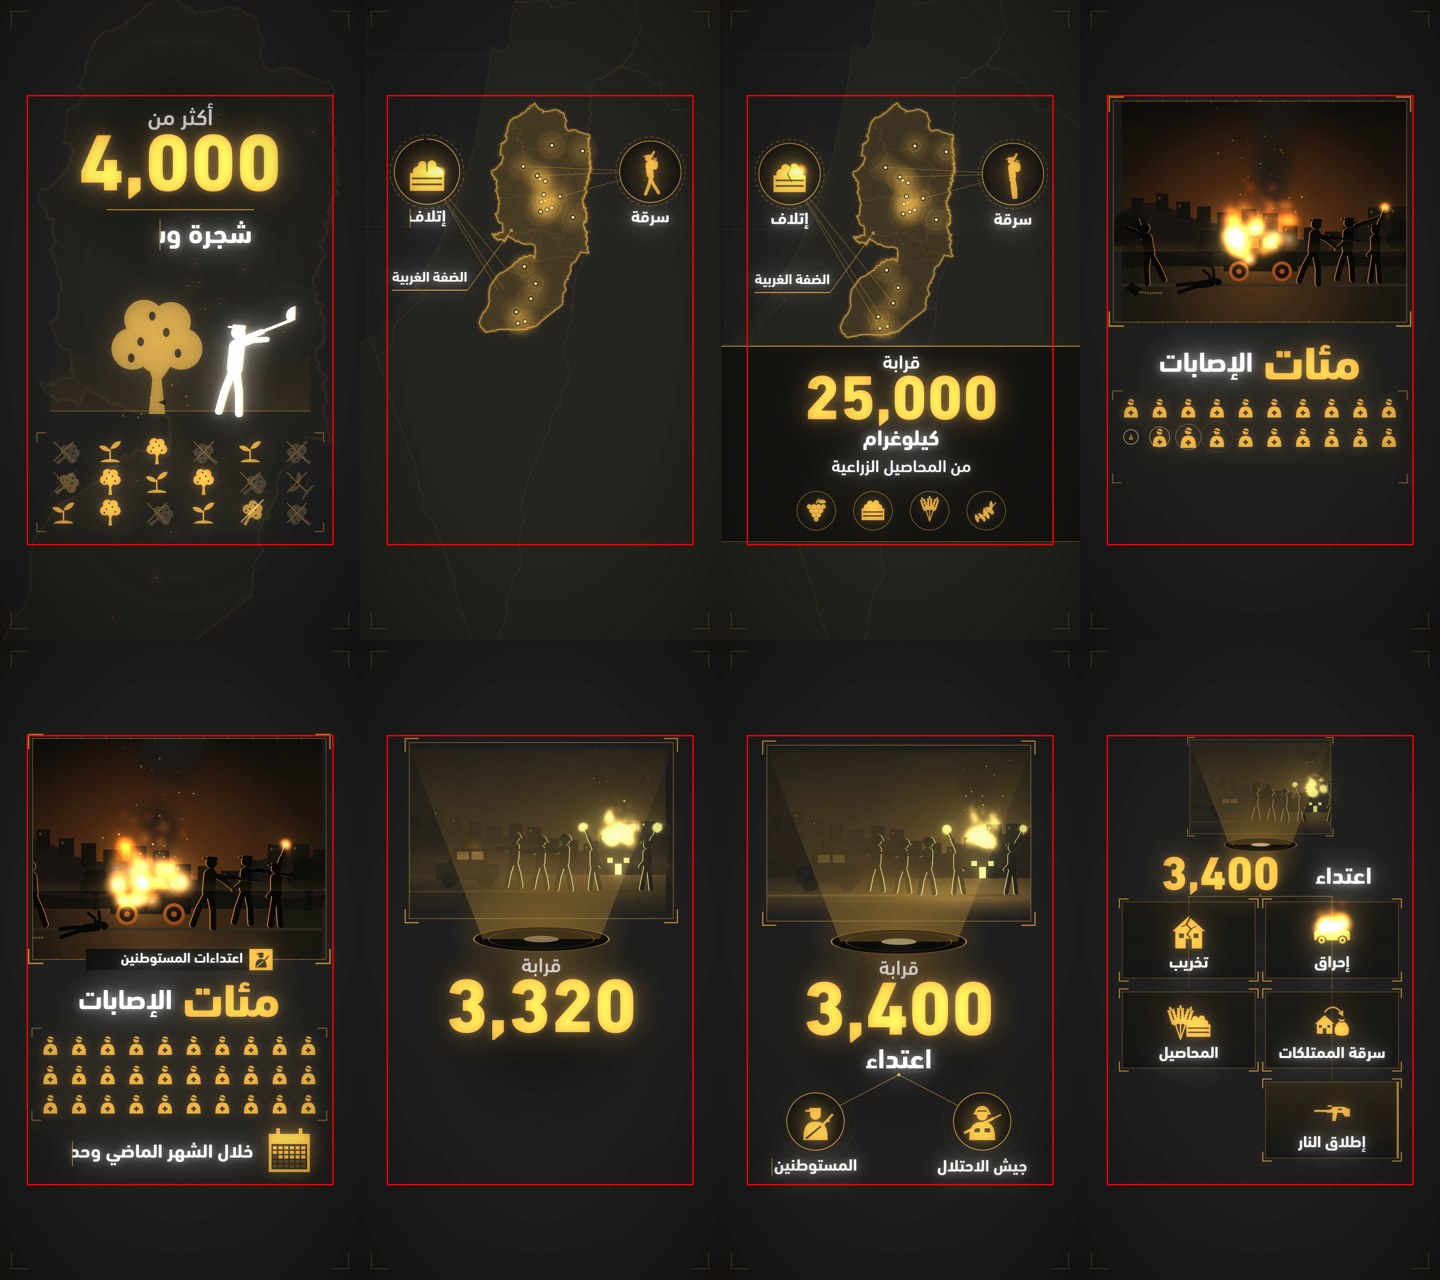 أكثر من
4,000
شجرة وش
إتلاف
سرقة
الضفة الغربية
إتلاف
سرقة
الضفة الغربية
قرابة
25,000
كيلوغرام
من المحاصيل الزراعية
مئات الإصابات
اعتداءات المستوطنين
مئات الإصابات
خلال الشهر الماضي وحد
قرابة
3,320
قرابة
3,400
اعتداء
جيش الاحتلال
المستوطنين
اعتداء 3,400
إحراق
تخريب
سرقة الممتلكات
المحاصيل
إطلاق النار